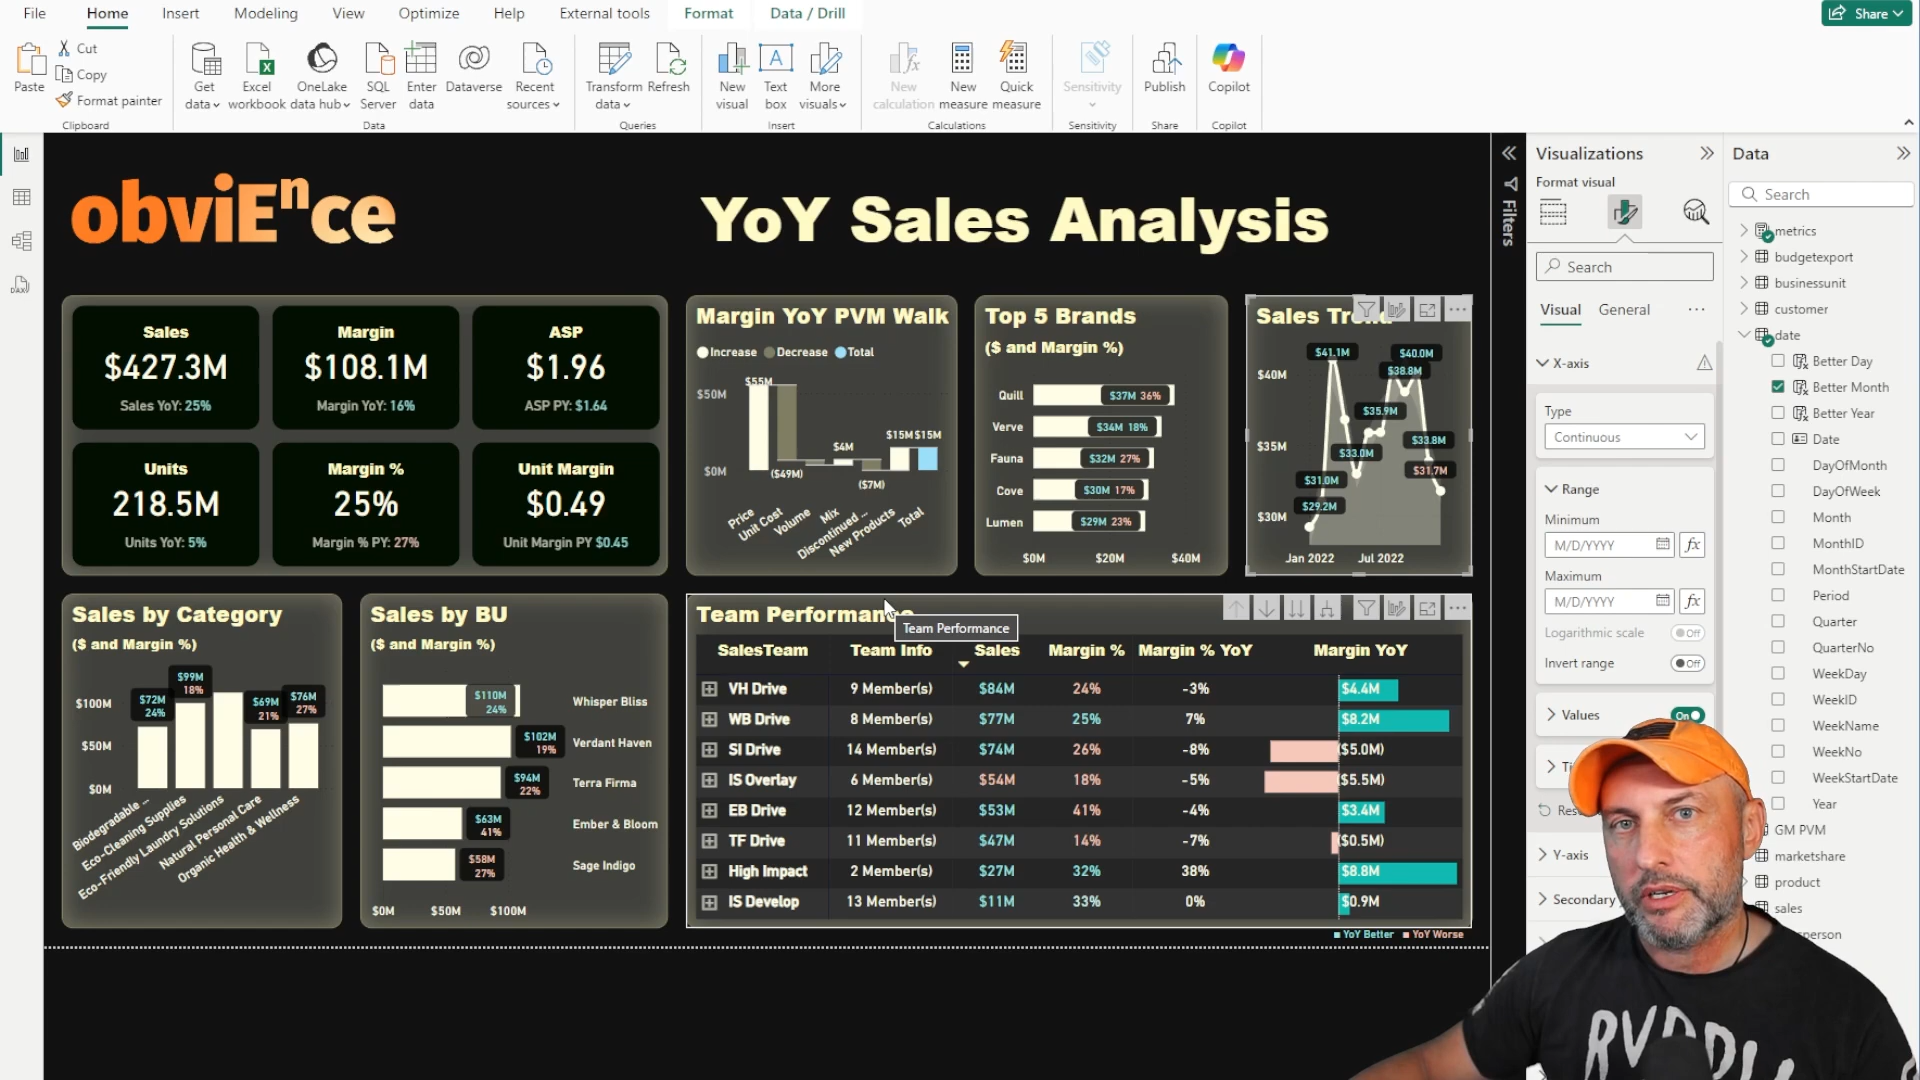 File Home Insert Modeling View Optimize Help External tools Format Data / Drill Share
Paste
Cut
Copy
Format painter
Clipboard
Get data
Excel workbook
OneLake data hub
SQL Server
Enter data
Dataverse
Recent sources
Data
Transform data
Refresh
Queries
New visual
Text box
More visuals
Insert
New calculation
New measure
Quick measure
Calculations
Sensitivity
Sensitivity
Publish
Share
Copilot
Copilot
obviEnce
YoY Sales Analysis
Sales
$427.3M
Sales YoY: 25%
Margin
$108.1M
Margin YoY: 16%
ASP
$1.96
ASP PY: $1.64
Units
218.5M
Units YoY: 5%
Margin %
25%
Margin % PY: 27%
Unit Margin
$0.49
Unit Margin PY $0.45
Margin YoY PVM Walk
Increase Decrease Total
$50M
$0M
$55M
($49M)
$4M
($7M)
$15M $15M
Price
Unit Cost
Volume
Mix
Discontinued ...
New Products
Total
Top 5 Brands
($ and Margin %)
Quill $37M 36%
Verve $34M 18%
Fauna $32M 27%
Cove $30M 17%
Lumen $29M 23%
$0M $20M $40M
Sales Tr
$40M
$35M
$30M
$41.1M
$40.0M
$38.8M
$35.9M
$33.8M
$33.0M
$31.7M
$31.0M
$29.2M
Jan 2022 Jul 2022
Sales by Category
($ and Margin %)
$100M
$50M
$0M
$72M 24%
$99M 18%
$69M 21%
$76M 27%
Biodegradable ...
Eco-Cleaning Supplies
Eco-Friendly Laundry Solutions
Natural Personal Care
Organic Health & Wellness
Sales by BU
($ and Margin %)
$110M 24% Whisper Bliss
$102M 19% Verdant Haven
$94M 22% Terra Firma
$63M 41% Ember & Bloom
$58M 27% Sage Indigo
$0M $50M $100M
Team Performance
Team Performance
SalesTeam Team Info Sales Margin % Margin % YoY Margin YoY
VH Drive 9 Member(s) $84M 24% -3% $4.4M
WB Drive 8 Member(s) $77M 25% 7% $8.2M
SI Drive 14 Member(s) $74M 26% -8% ($5.0M)
IS Overlay 6 Member(s) $54M 18% -5% ($5.5M)
EB Drive 12 Member(s) $53M 41% -4% $3.4M
TF Drive 11 Member(s) $47M 14% -7% ($0.5M)
High Impact 2 Member(s) $27M 32% 38% $8.8M
IS Develop 13 Member(s) $11M 33% 0% $0.9M
YoY Better YoY Worse
Filters
Visualizations
Format visual
Search
Visual General
X-axis
Type
Continuous
Range
Minimum
M/D/YYYY fx
Maximum
M/D/YYYY fx
Logarithmic scale Off
Invert range Off
Values On
Y-axis
Secondary
Data
Search
metrics
budgetexport
businessunit
customer
date
Better Day
Better Month
Better Year
Date
DayOfMonth
DayOfWeek
Month
MonthID
MonthStartDate
Period
Quarter
QuarterNo
WeekDay
WeekID
WeekName
WeekNo
WeekStartDate
Year
GM PVM
marketshare
product
sales